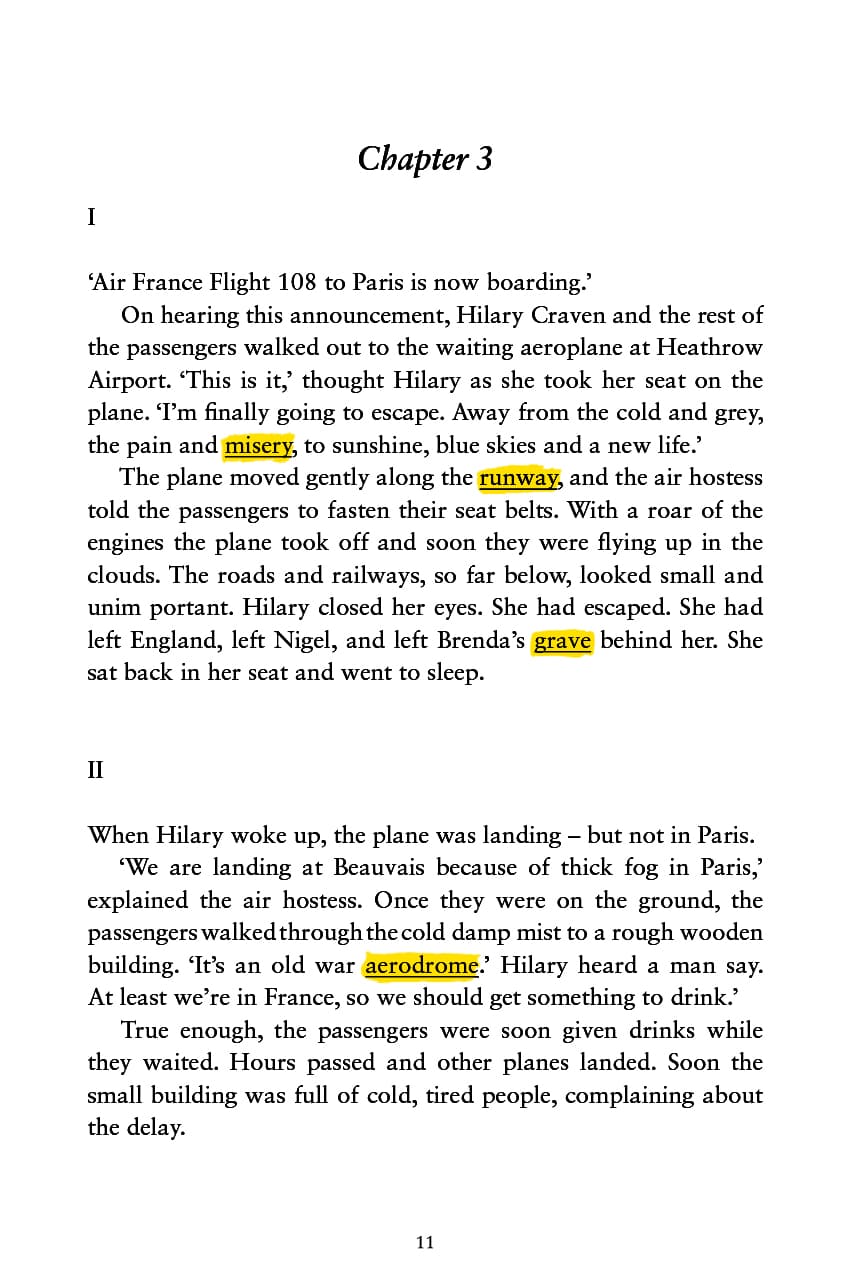 Chapter 3
I
‘Air France Flight 108 to Paris is now boarding.’
On hearing this announcement, Hilary Craven and the rest of
the passengers walked out to the waiting aeroplane at Heathrow
Airport. ‘This is it,’ thought Hilary as she took her seat on the
plane. ‘I’m finally going to escape. Away from the cold and grey,
the pain and misery, to sunshine, blue skies and a new life.’
The plane moved gently along the runway, and the air hostess
told the passengers to fasten their seat belts. With a roar of the
engines the plane took off and soon they were flying up in the
clouds. The roads and railways, so far below, looked small and
unim portant. Hilary closed her eyes. She had escaped. She had
left England, left Nigel, and left Brenda’s grave behind her. She
sat back in her seat and went to sleep.
II
When Hilary woke up, the plane was landing – but not in Paris.
‘We are landing at Beauvais because of thick fog in Paris,’
explained the air hostess. Once they were on the ground, the
passengers walked through the cold damp mist to a rough wooden
building. ‘It’s an old war aerodrome.’ Hilary heard a man say.
At least we’re in France, so we should get something to drink.’
True enough, the passengers were soon given drinks while
they waited. Hours passed and other planes landed. Soon the
small building was full of cold, tired people, complaining about
the delay.
11